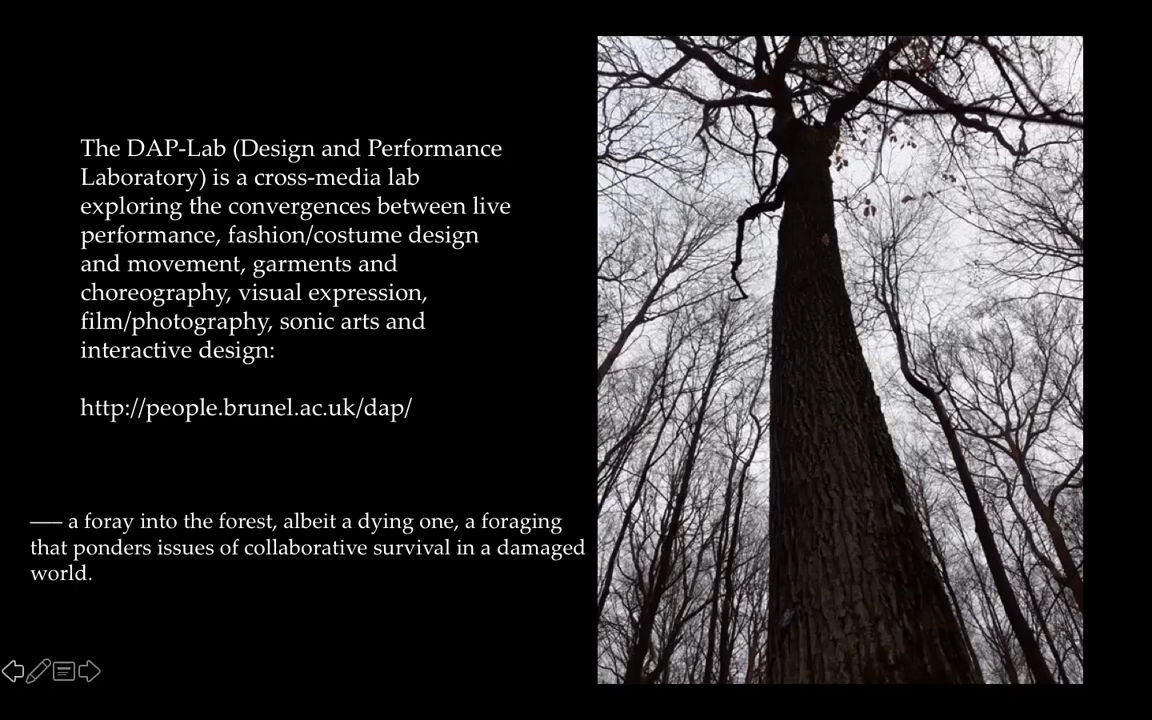 The DAP-Lab (Design and Performance
Laboratory) is a cross-media lab
exploring the convergences between live
performance, fashion/costume design
and movement, garments and
choreography, visual expression,
film/photography, sonic arts and
interactive design:
http://people.brunel.ac.uk/dap/
—– a foray into the forest, albeit a dying one, a foraging
that ponders issues of collaborative survival in a damaged
world.